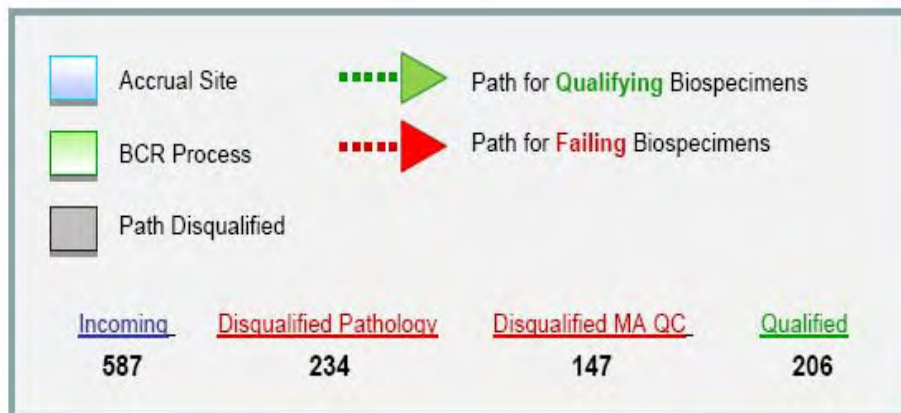 Accrual Site
Path for Qualifying Biospecimens
BCR Process
Path for Failing Biospecimens
Path Disqualified
Incoming Disqualified Pathology Disqualified MA QC Qualified
587 234 147 206